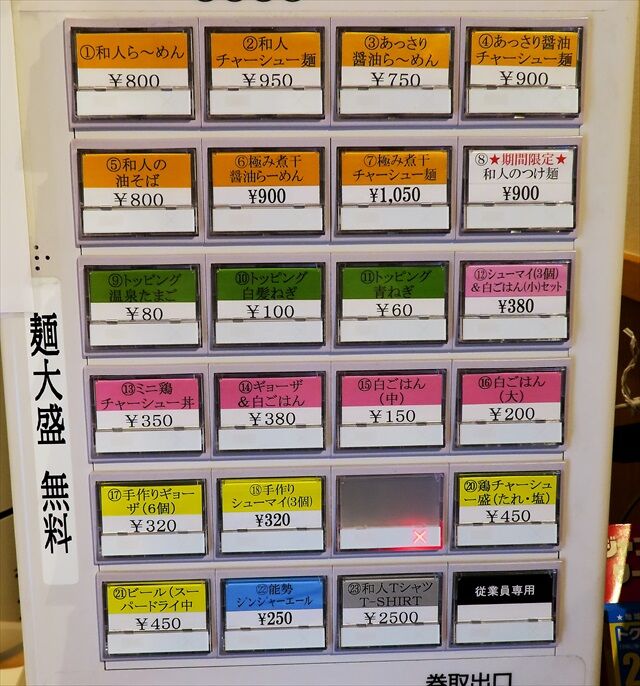 ①和人ら～めん
￥800
②和人
チャーシュー麺
￥950
③あっさり
醤油ら～めん
￥750
④あっさり醤油
チャーシュー麺
￥900
⑤和人の
油そば
￥800
⑥極み煮干
醤油らーめん
¥900
⑦極み煮干
チャーシュー麺
¥1,050
⑧★期間限定★
和人のつけ麺
¥900
⑨トッピング
温泉たまご
￥80
⑩トッピング
白髪ねぎ
￥100
⑪トッピング
青ねぎ
￥60
⑫シューマイ(3個)
&白ごはん(小)セット
¥380
⑬ミニ鶏
チャーシュー丼
￥350
⑭ギョーザ
&白ごはん
￥380
⑮白ごはん
(中)
￥150
⑯白ごはん
(大)
￥200
⑰手作りギョー
ザ(6個)
￥320
⑱手作り
シューマイ(3個)
¥320
⑳鶏チャーシュ
ー盛(たれ・塩)
￥450
㉑ビール(スー
パードライ中
￥450
㉒能勢
ジンジャーエール
¥250
㉓和人Tシャツ
T-SHIRT
￥2500
従業員専用
麺大盛 無料
券取出口